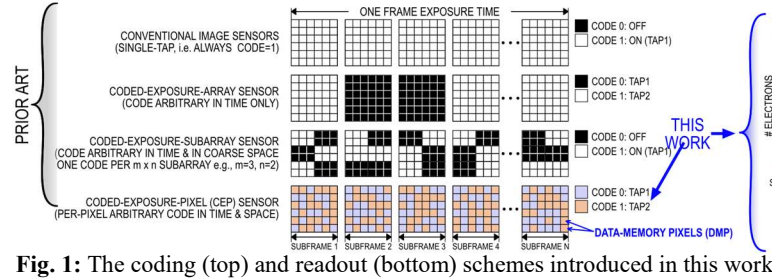 ONE FRAME EXPOSURE TIME
CONVENTIONAL IMAGE SENSORS
(SINGLE-TAP, i.e. ALWAYS CODE=1)
CODE 0: OFF
CODE 1: ON (TAP1)
PRIOR ART
CODED-EXPOSURE-ARRAY SENSOR
(CODE ARBITRARY IN TIME ONLY)
CODE 0: TAP1
CODE 1: TAP2
CODED-EXPOSURE-SUBARRAY SENSOR
(CODE ARBITRARY IN TIME & IN COARSE SPACE
ONE CODE PER m x n SUBARRAY e.g., m=3, n=2)
CODE 0: OFF
CODE 1: ON (TAP1)
THIS
WORK
# ELECTRONS
CODED-EXPOSURE-PIXEL (CEP) SENSOR
(PER-PIXEL ARBITRARY CODE IN TIME & SPACE)
CODE 0: TAP1
CODE 1: TAP2
DATA-MEMORY PIXELS (DMP)
SUBFRAME 1 SUBFRAME 2 SUBFRAME 3 SUBFRAME 4 SUBFRAME N
Fig. 1: The coding (top) and readout (bottom) schemes introduced in this work